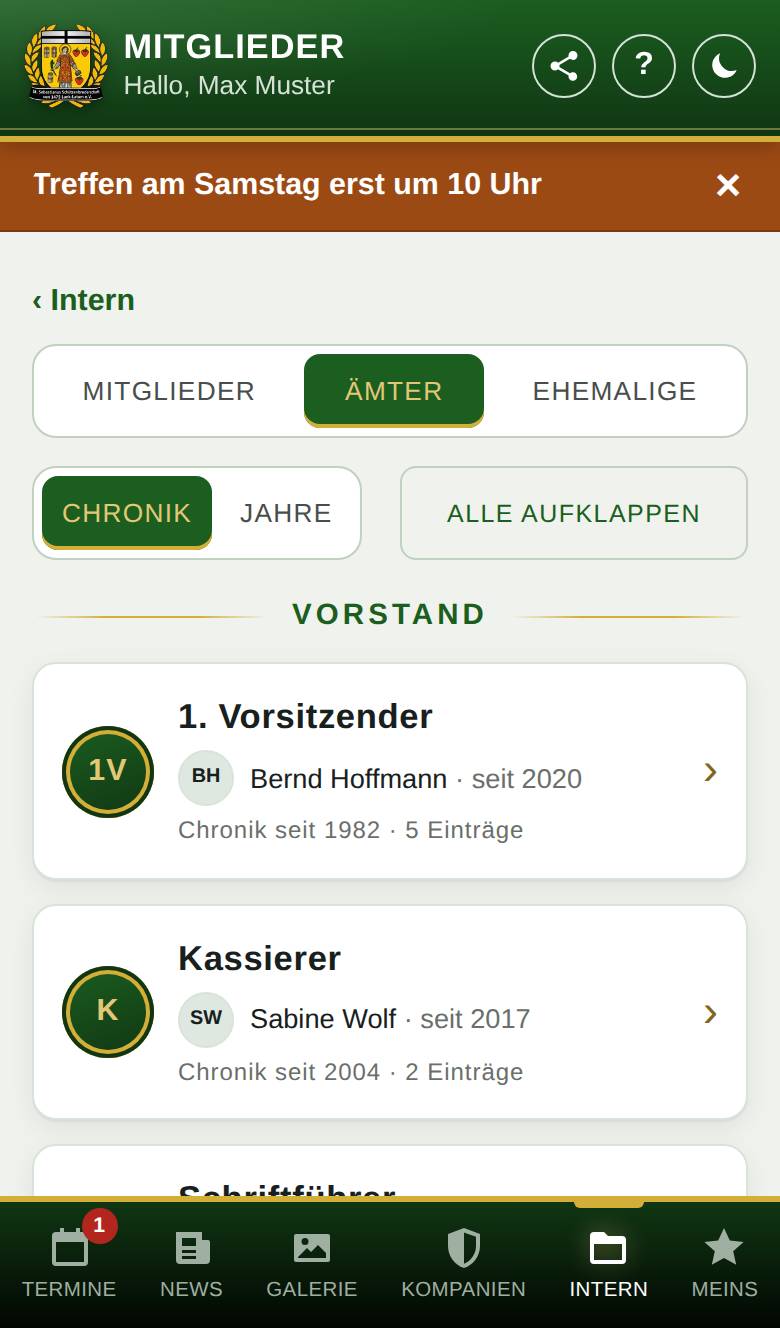 MITGLIEDER
Hallo, Max Muster
?
Treffen am Samstag erst um 10 Uhr
×
‹ Intern
MITGLIEDER ÄMTER EHEMALIGE
CHRONIK JAHRE ALLE AUFKLAPPEN
VORSTAND
1V
1. Vorsitzender
BH Bernd Hoffmann · seit 2020
Chronik seit 1982 · 5 Einträge
›
K
Kassierer
SW Sabine Wolf · seit 2017
Chronik seit 2004 · 2 Einträge
›
Schriftführer
1
TERMINE NEWS GALERIE KOMPANIEN INTERN MEINS